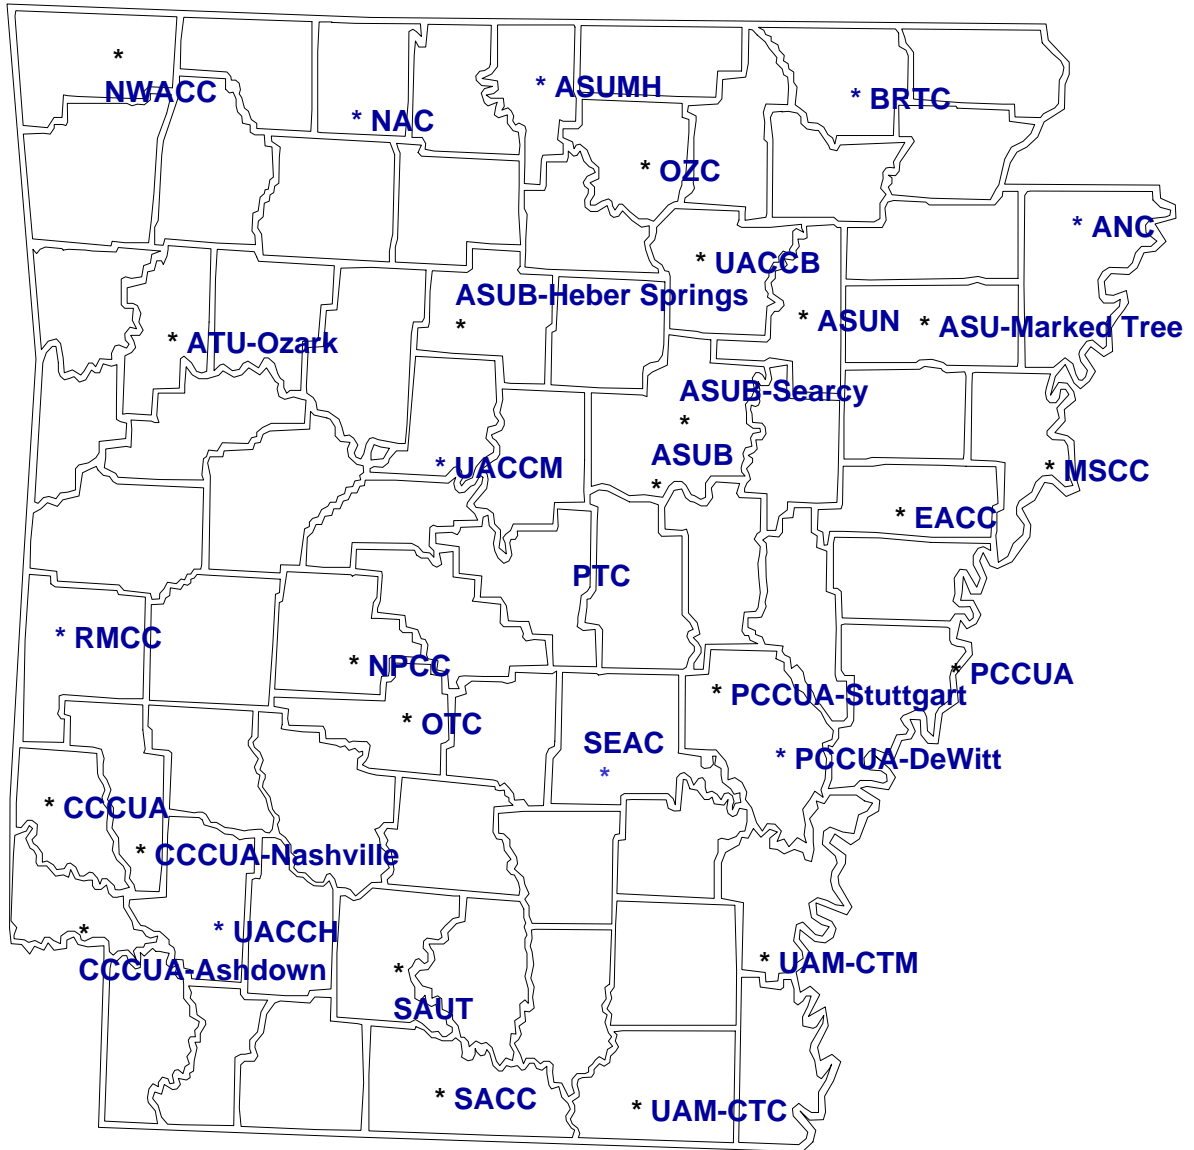 *
NWACC
* ASUMH
* BRTC
* NAC
* OZC
* ANC
* UACCB
ASUB-Heber Springs
*
* ASUN
* ASU-Marked Tree
* ATU-Ozark
ASUB-Searcy
*
ASUB
*
* UACCM
* MSCC
* EACC
PTC
* RMCC
* NPCC
* PCCUA
* PCCUA-Stuttgart
* OTC
SEAC
*
* PCCUA-DeWitt
* CCCUA
* CCCUA-Nashville
* UACCH
*
CCCUA-Ashdown
* UAM-CTM
*
SAUT
* SACC
* UAM-CTC